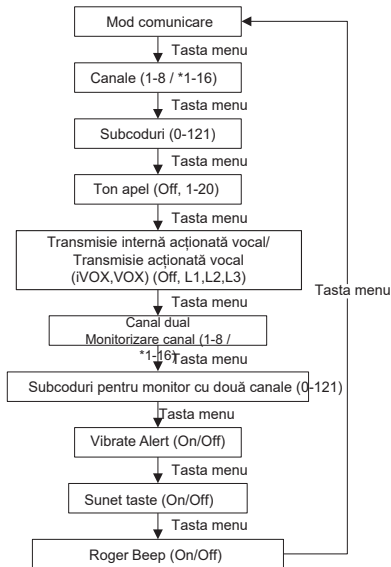 Mod comunicare
Tasta menu
Canale (1-8 / *1-16)
Tasta menu
Subcoduri (0-121)
Tasta menu
Ton apel (Off, 1-20)
Tasta menu
Transmisie internă acționată vocal/
Transmisie acționată
vocal
(iVOX,VOX) (Off, L1,L2,L3)
Tasta menu
Tasta menu
Canal dual
Monitorizare canal (1-8 /
*1-16)
Tasta menu
Subcoduri pentru monitor cu două canale (0-121)
Tasta menu
Vibrate Alert (On/Off)
Tasta menu
Sunet taste (On/Off)
Tasta menu
Roger Beep (On/Off)